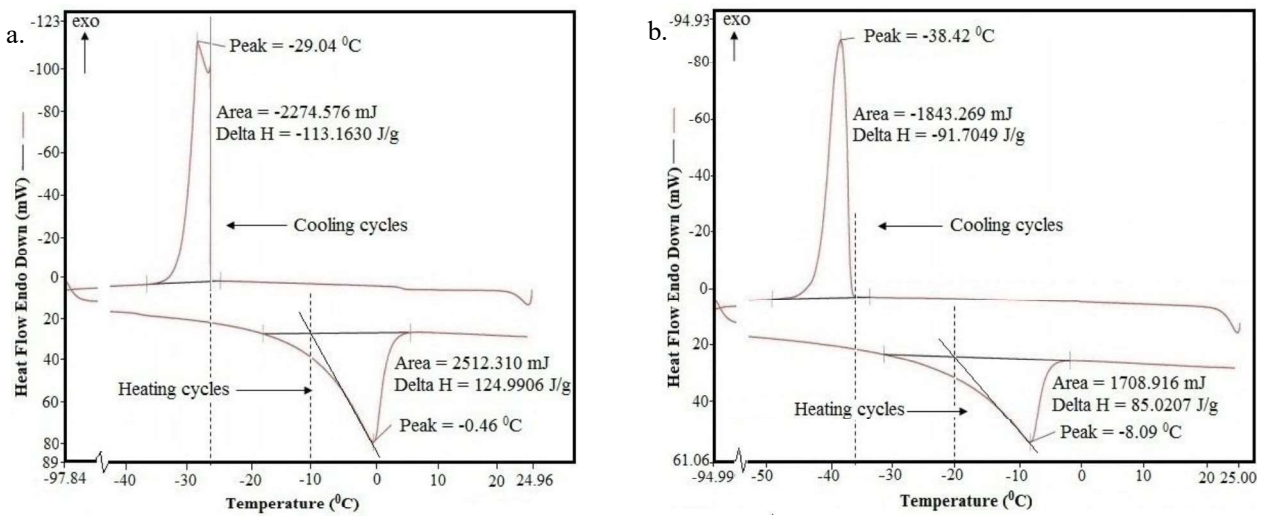 a.
exo
-123
-100
-80
-60
-40
-20
0
20
40
60
80
89
Heat Flow Endo Down (mW)
Peak = -29.04 ⁰C
Area = -2274.576 mJ
Delta H = -113.1630 J/g
Cooling cycles
Area = 2512.310 mJ
Delta H = 124.9906 J/g
Heating cycles
Peak = -0.46 ⁰C
-97.84 -40 -30 -20 -10 0 10 20 24.96
Temperature (⁰C)
b.
exo
-94.93
-80
-60
-40
-20
0
20
40
61.06
Heat Flow Endo Down (mW)
Peak = -38.42 ⁰C
Area = -1843.269 mJ
Delta H = -91.7049 J/g
Cooling cycles
Area = 1708.916 mJ
Delta H = 85.0207 J/g
Heating cycles
Peak = -8.09 ⁰C
-94.99 -50 -40 -30 -20 -10 0 10 20 25.00
Temperature (⁰C)